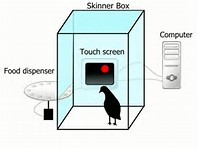 Skinner Box
Computer
Touch screen
Food dispenser